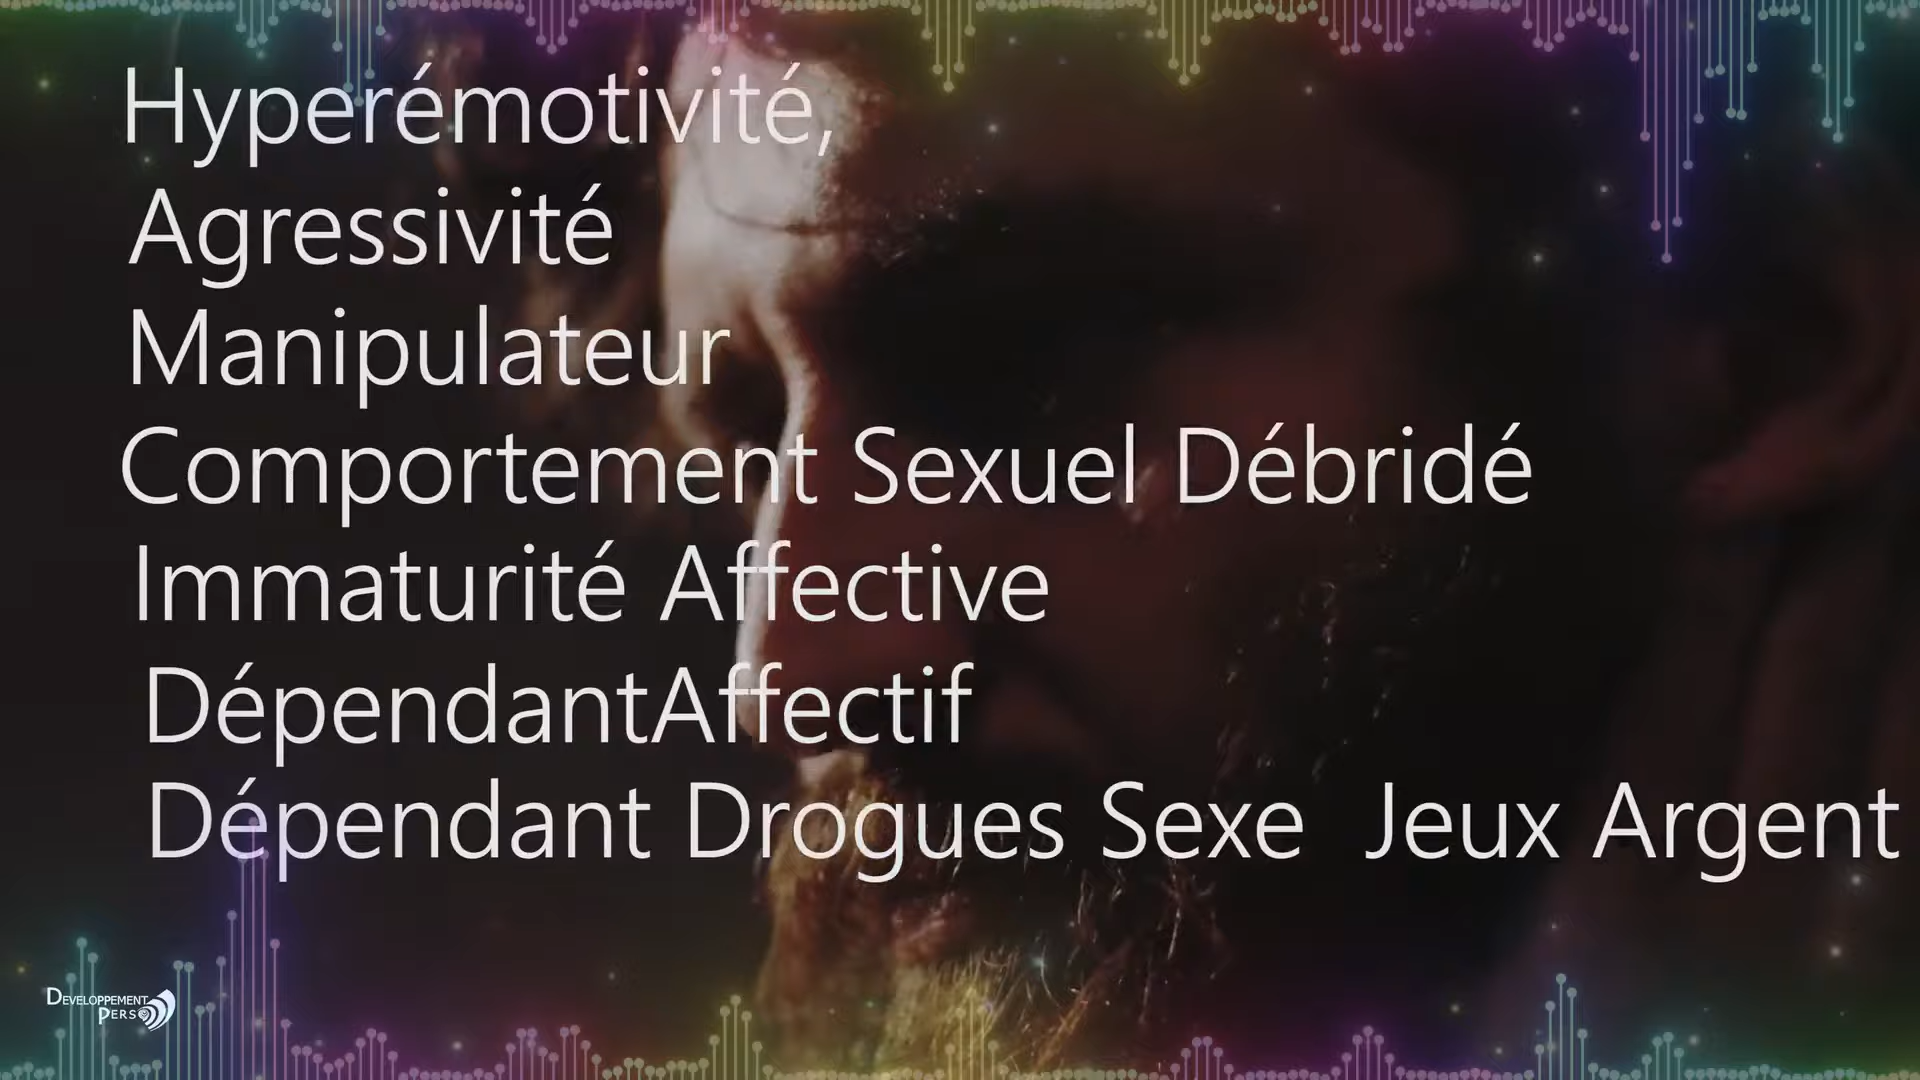 Hyperémotivité,
Agressivité
Manipulateur
Comportement Sexuel Débridé
Immaturité Affective
DépendantAffectif
Dépendant Drogues Sexe  Jeux Argent
DEVELOPPEMENT
PERSO